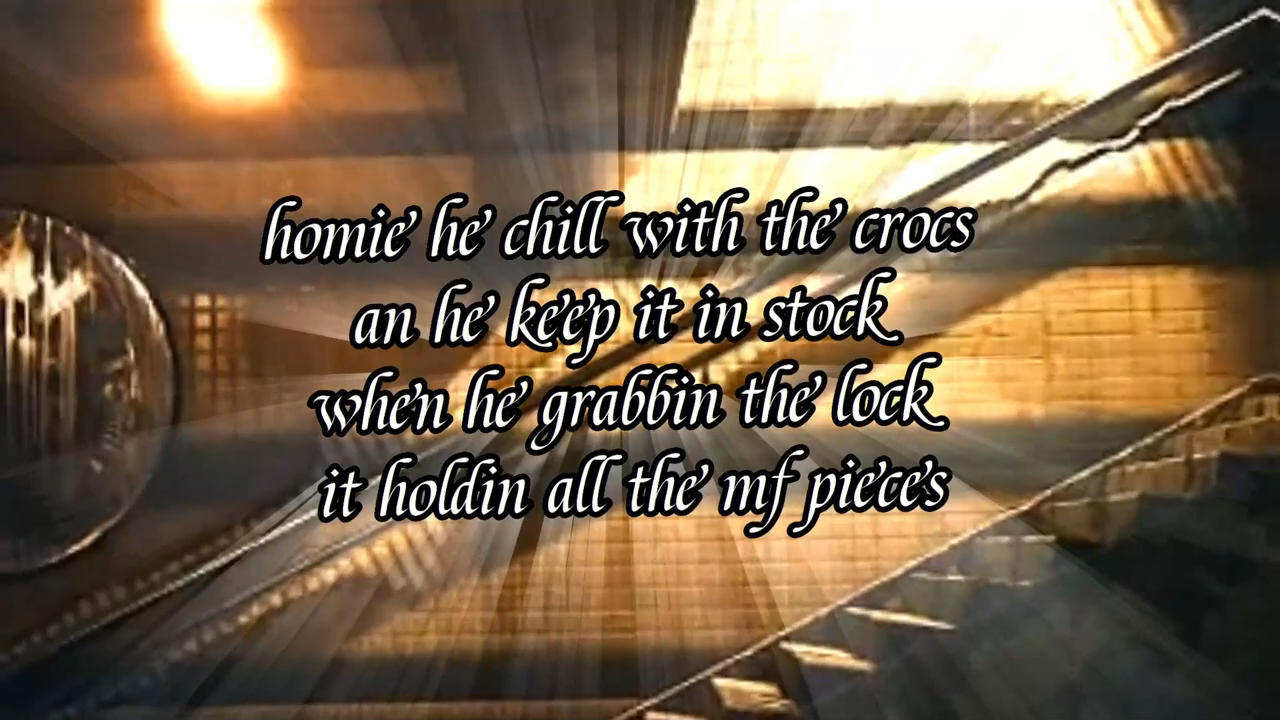 homie he chill with the crocs
an he keep it in stock
when he grabbin the lock
it holdin all the mf pieces